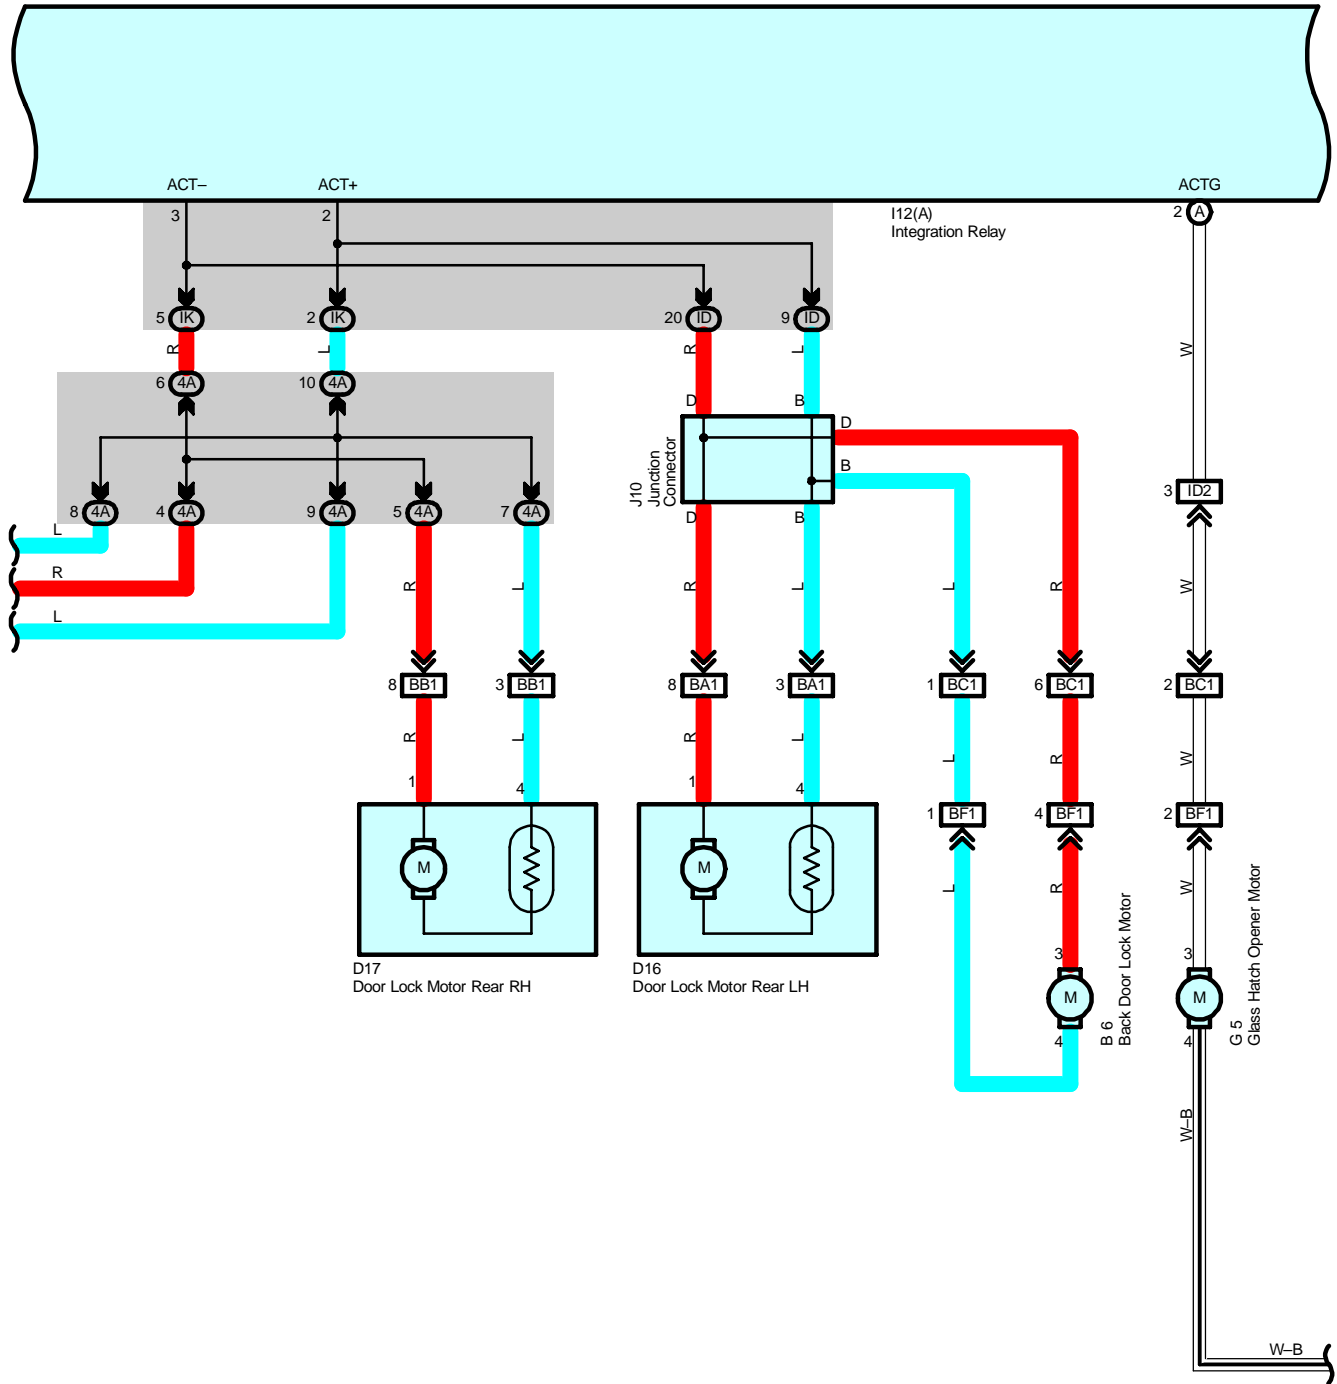 ACT– ACT+ ACTG
3 2 2 A
I12(A)
Integration Relay
5 IK 2 IK 20 ID 9 ID
R L R L W
6 4A 10 4A
D B
D
B
J10
Junction
Connector
3 ID2
8 4A 4 4A 9 4A 5 4A 7 4A
D B
L
R
L
R L R L L R W
8 BB1 3 BB1 8 BA1 3 BA1 1 BC1 6 BC1 2 BC1
R L R L L R W
1 4 1 4
1 BF1 4 BF1 2 BF1
M M
L R W
3 3
D17
Door Lock Motor Rear RH
D16
Door Lock Motor Rear LH
M M
4 4
B 6
Back Door Lock Motor
G 5
Glass Hatch Opener Motor
W–B
W–B